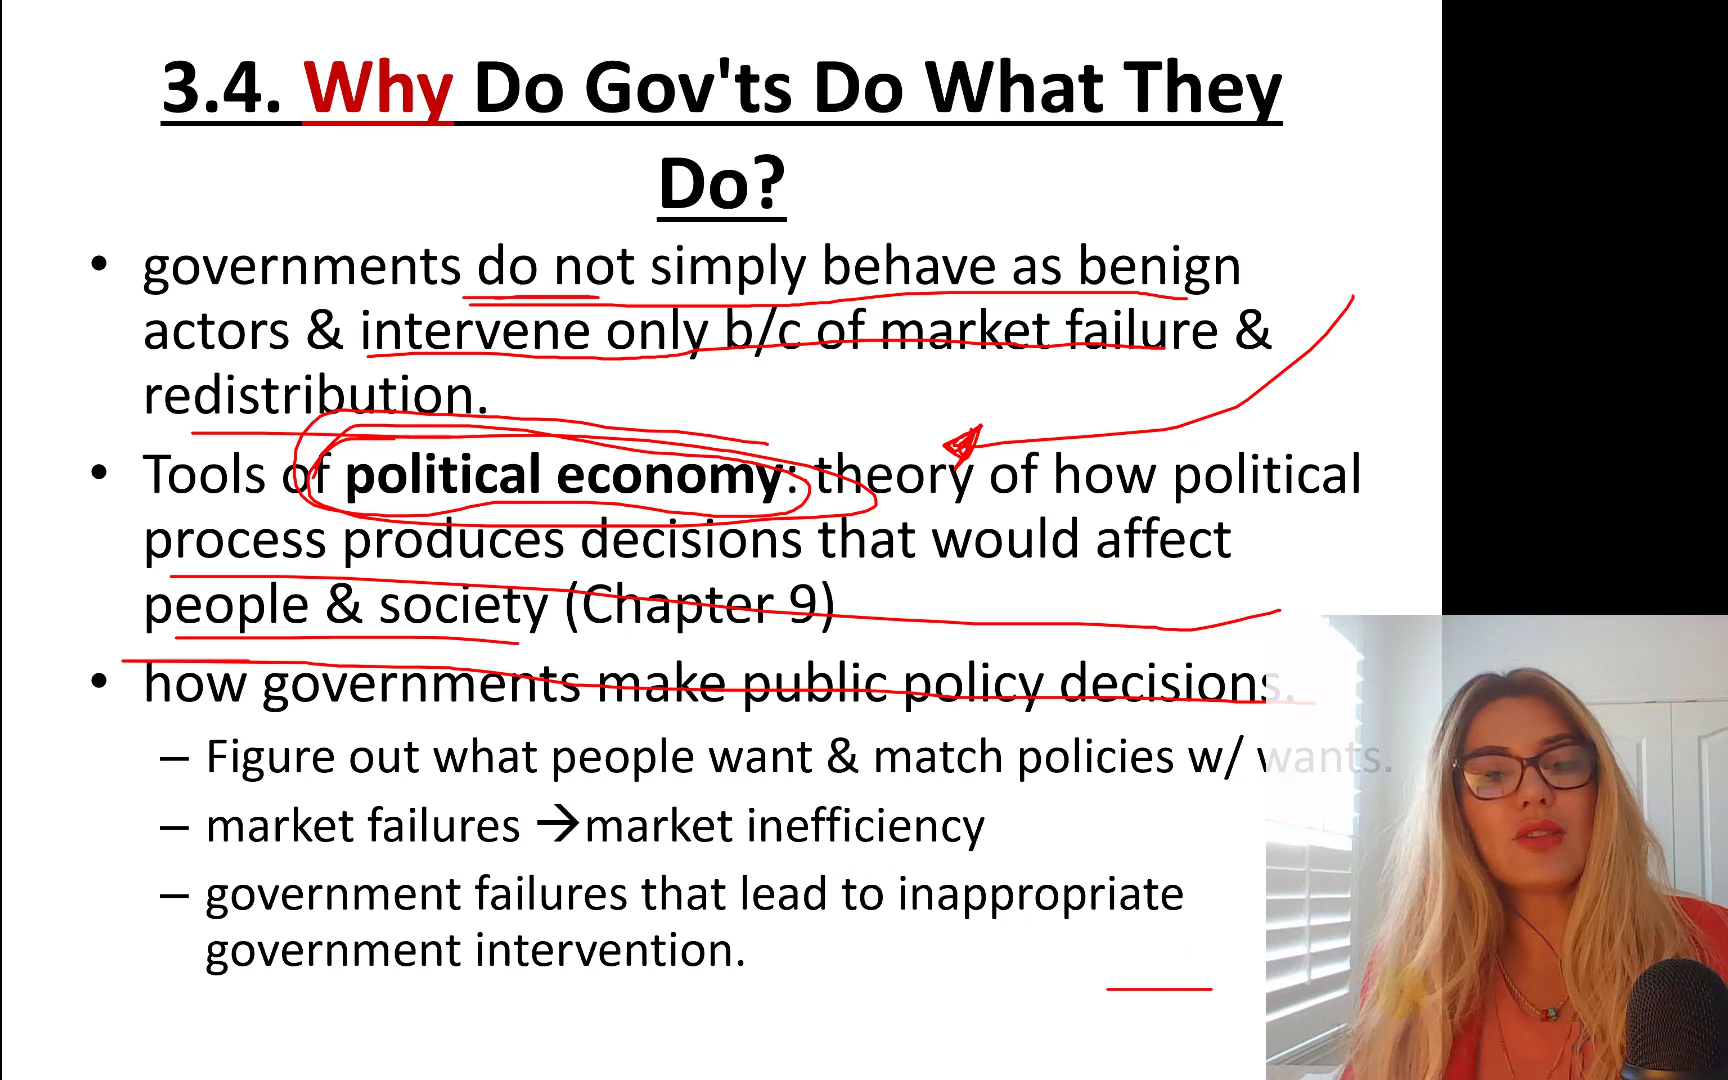 3.4. Why Do Gov'ts Do What They
Do?
• governments do not simply behave as benign
actors & intervene only b/c of market failure &
redistribution.
• Tools of political economy: theory of how political
process produces decisions that would affect
people & society (Chapter 9)
• how governments make public policy decisions.
– Figure out what people want & match policies w/ wants.
– market failures →market inefficiency
– government failures that lead to inappropriate
government intervention.